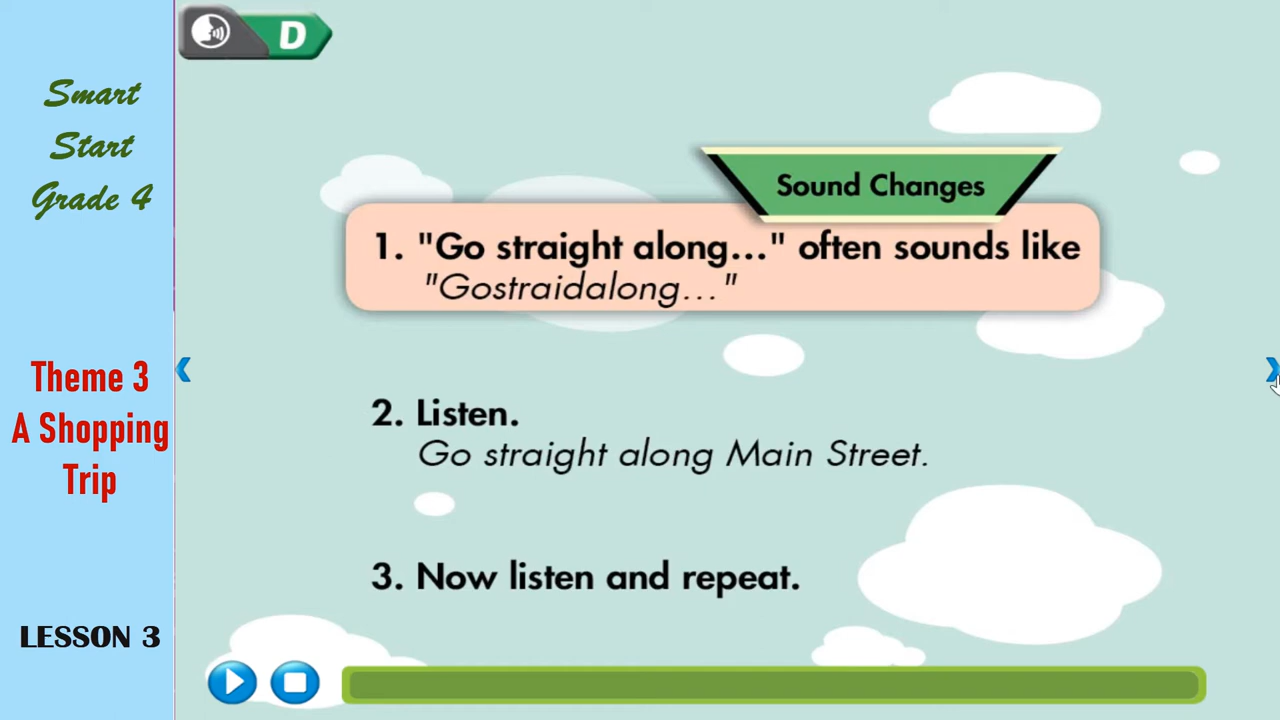 Smart
Start
Grade 4
Theme 3
A Shopping
Trip
LESSON 3
D
Sound Changes
1. "Go straight along..." often sounds like
"Gostraidalong..."
2. Listen.
Go straight along Main Street.
3. Now listen and repeat.